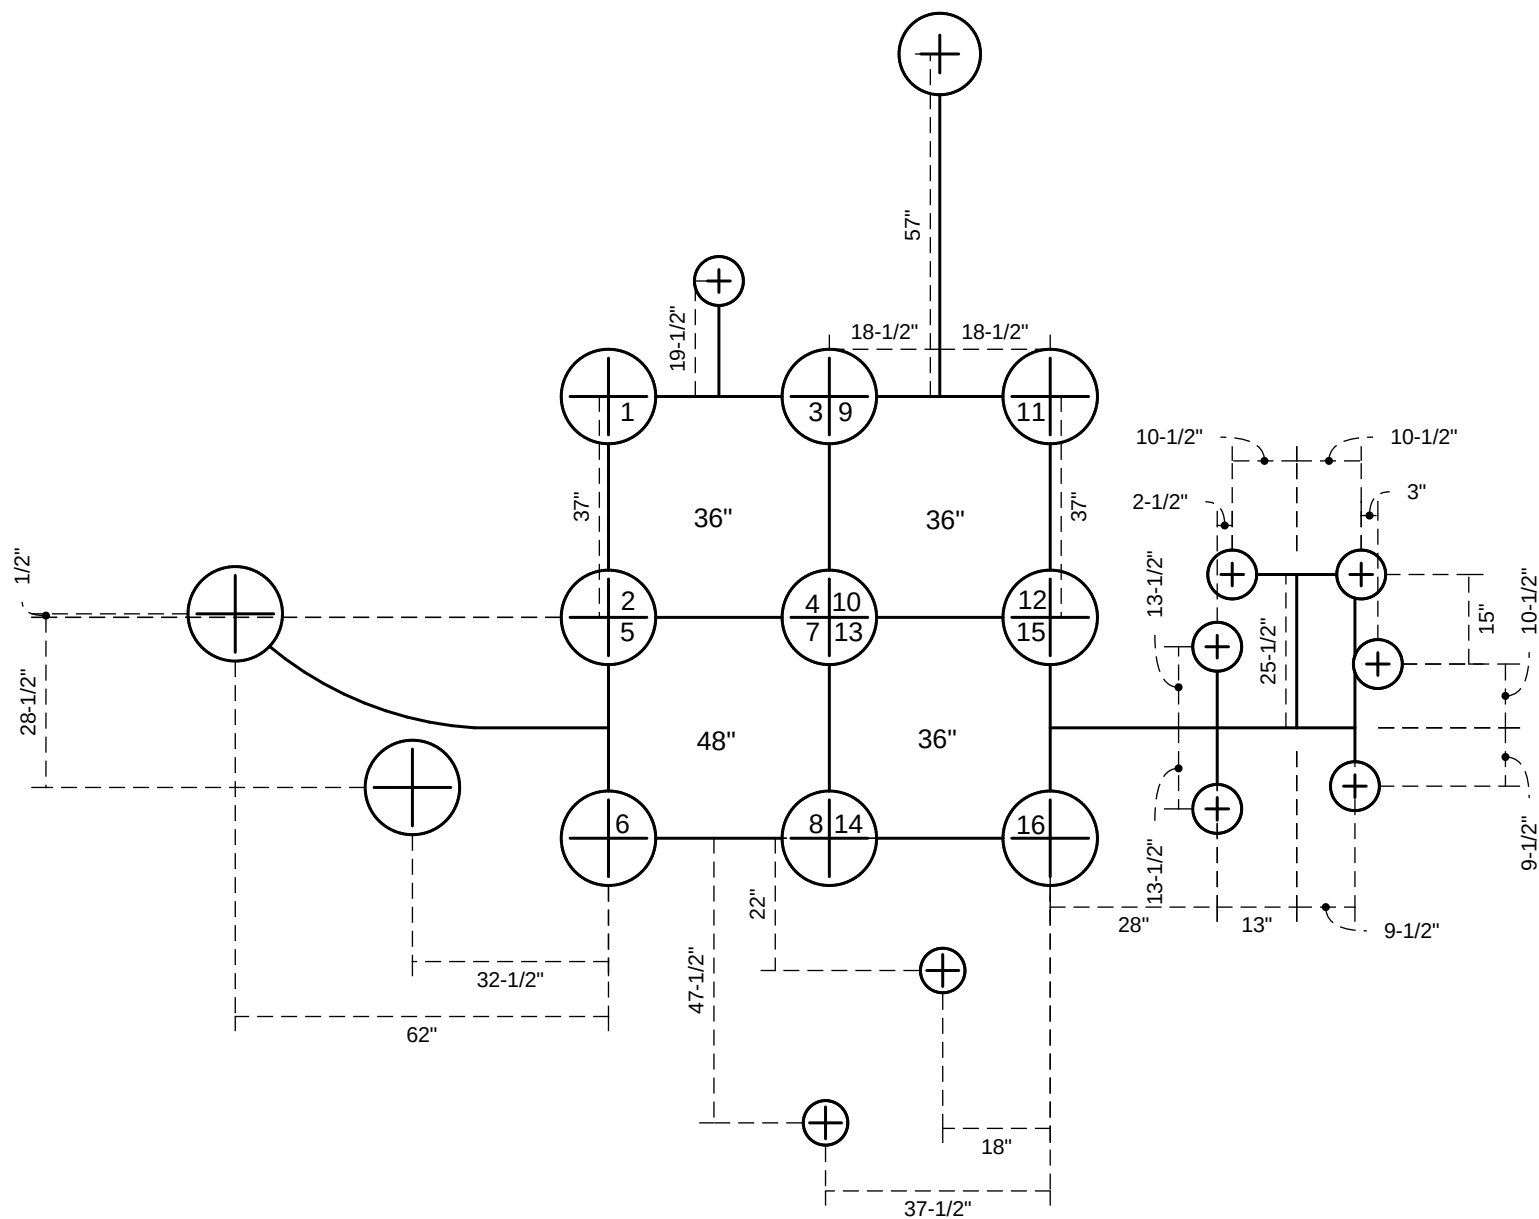 57"
19-1/2"
18-1/2" 18-1/2"
1 3 9 11
10-1/2" 10-1/2"
37" 36" 36" 37" 2-1/2" 3"
1/2" 13-1/2" 10-1/2"
2 4 10 12
5 7 13 15
15"
25-1/2"
28-1/2"
48" 36"
6 8 14 16
13-1/2" 9-1/2"
22"
28" 13" 9-1/2"
32-1/2" 47-1/2"
62"
18"
37-1/2"